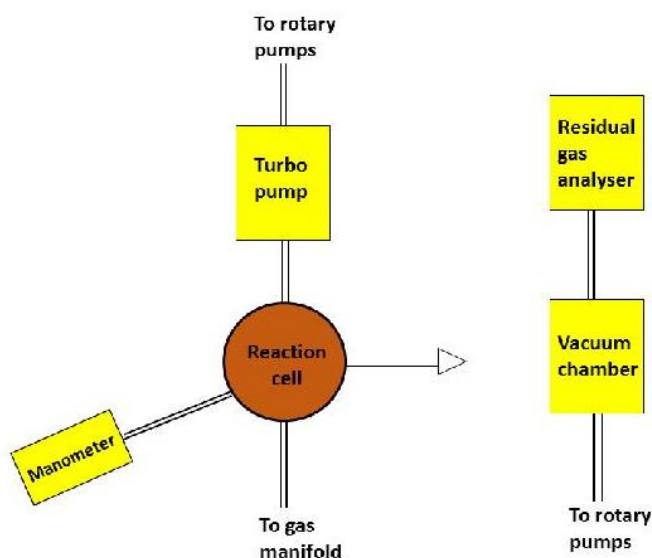 To rotary
pumps
Turbo
pump
Residual
gas
analyser
Reaction
cell
Vacuum
chamber
Manometer
To gas
manifold
To rotary
pumps